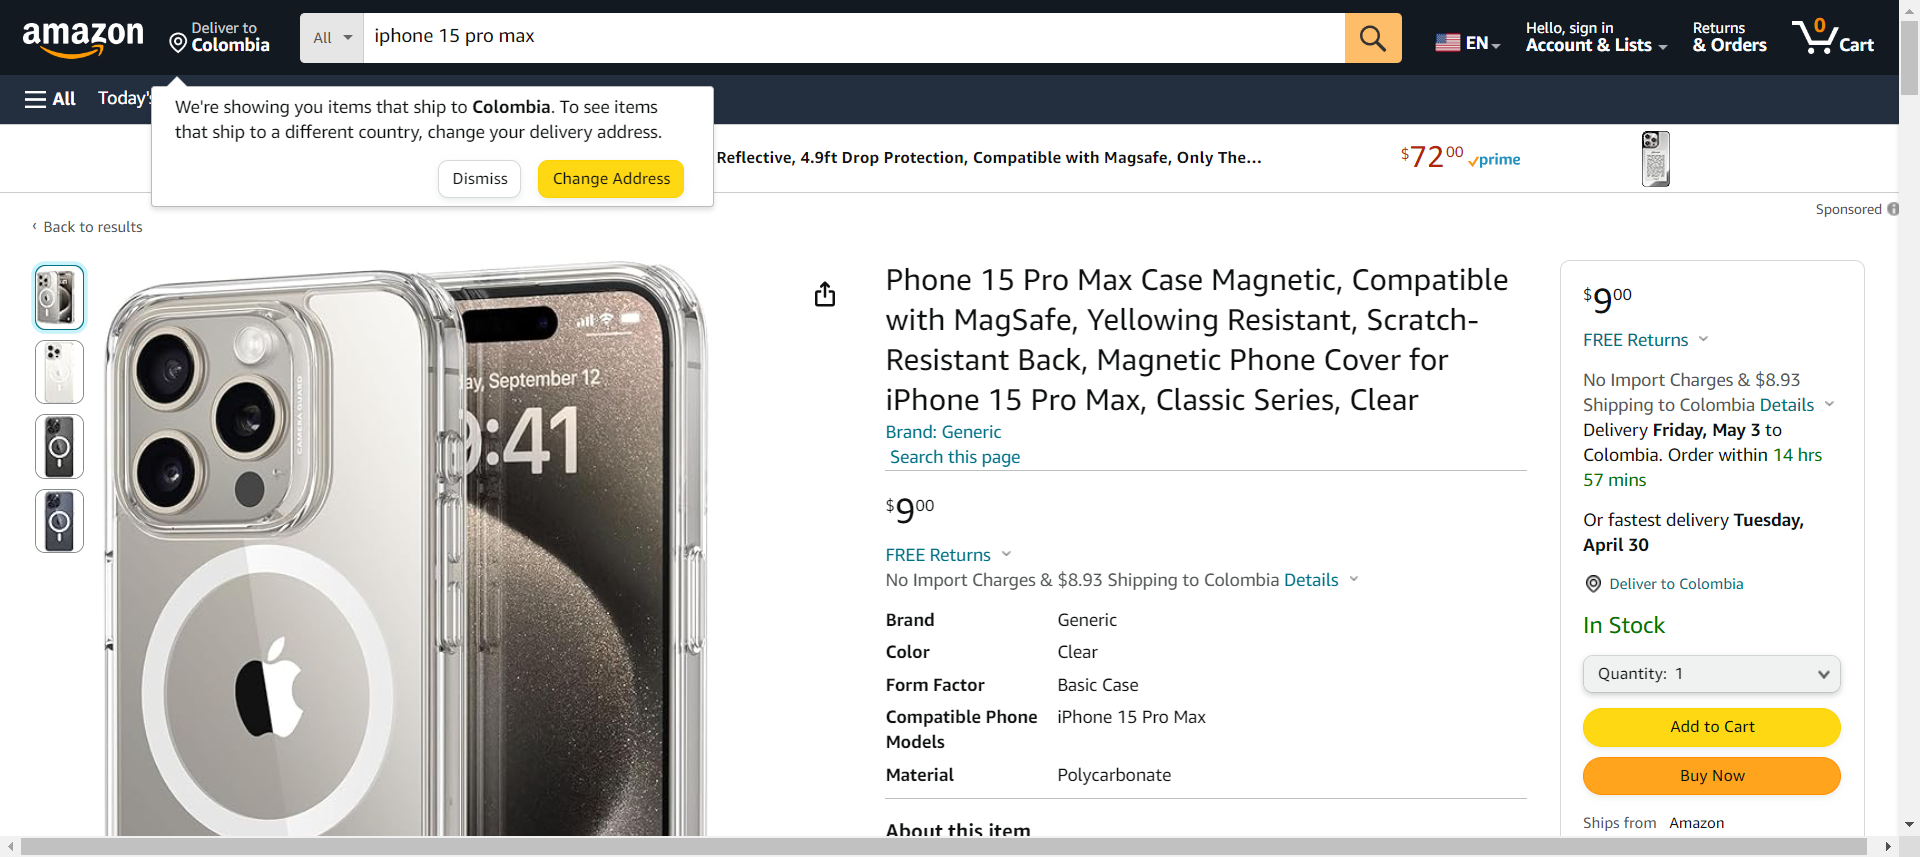 amazon
Deliver to
Colombia
All
iphone 15 pro max
EN
Hello, sign in
Account & Lists
Returns
& Orders
0
Cart
All
Today's
We're showing you items that ship to Colombia. To see items
that ship to a different country, change your delivery address.
Dismiss
Change Address
Reflective, 4.9ft Drop Protection, Compatible with Magsafe, Only The...
$72 00
prime
Sponsored
‹ Back to results
CAMERA GUARD
ay, September 12
9:41
Phone 15 Pro Max Case Magnetic, Compatible
with MagSafe, Yellowing Resistant, Scratch-
Resistant Back, Magnetic Phone Cover for
iPhone 15 Pro Max, Classic Series, Clear
Brand: Generic
Search this page
$9 00
FREE Returns
No Import Charges & $8.93 Shipping to Colombia Details
Brand Generic
Color Clear
Form Factor Basic Case
Compatible Phone iPhone 15 Pro Max
Models
Material Polycarbonate
About this item
$9 00
FREE Returns
No Import Charges & $8.93
Shipping to Colombia Details
Delivery Friday, May 3 to
Colombia. Order within 14 hrs
57 mins
Or fastest delivery Tuesday,
April 30
Deliver to Colombia
In Stock
Quantity: 1
Add to Cart
Buy Now
Ships from Amazon